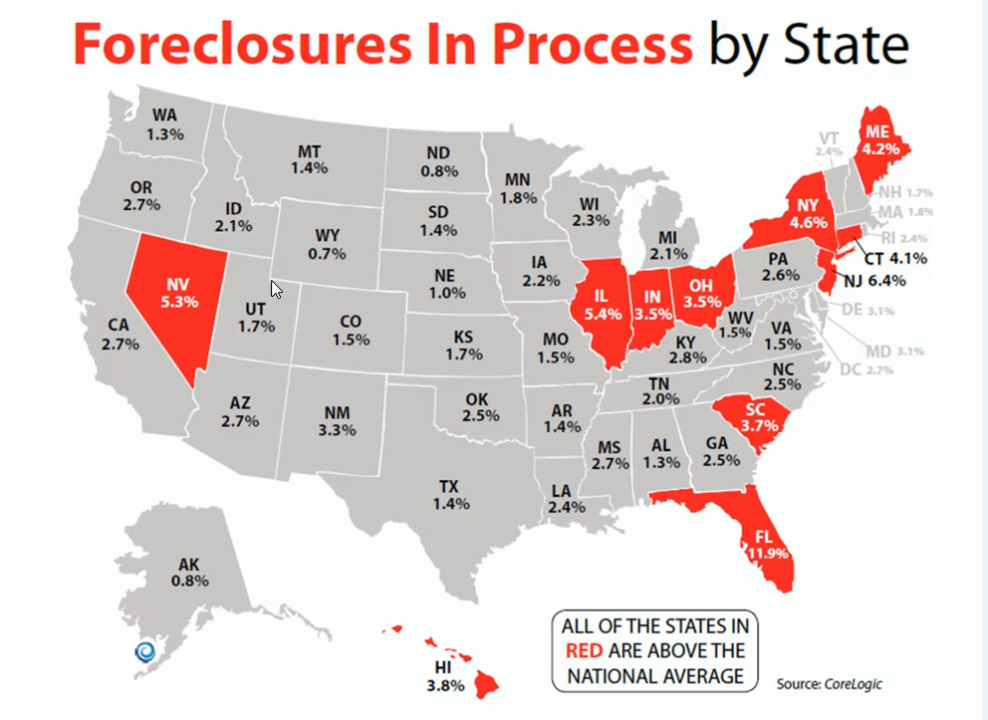 Foreclosures In Process by State
WA
1.3%
MT
1.4%
ND
0.8%
MN
1.8%
VT
2.4%
ME
4.2%
OR
2.7%
ID
2.1%
WY
0.7%
SD
1.4%
WI
2.3%
MI
2.1%
NY
4.6%
NH 1.7%
MA 1.8%
RI 2.4%
CT 4.1%
NJ 6.4%
NV
5.3%
UT
1.7%
CO
1.5%
NE
1.0%
IA
2.2%
IL
5.4%
IN
3.5%
OH
3.5%
PA
2.6%
DE 3.1%
MD 3.1%
DC 2.7%
CA
2.7%
KS
1.7%
MO
1.5%
KY
2.8%
WV
1.5%
VA
1.5%
NC
2.5%
AZ
2.7%
NM
3.3%
OK
2.5%
AR
1.4%
TN
2.0%
SC
3.7%
MS
2.7%
AL
1.3%
GA
2.5%
TX
1.4%
LA
2.4%
FL
11.9%
AK
0.8%
HI
3.8%
ALL OF THE STATES IN
RED ARE ABOVE THE
NATIONAL AVERAGE
Source: CoreLogic